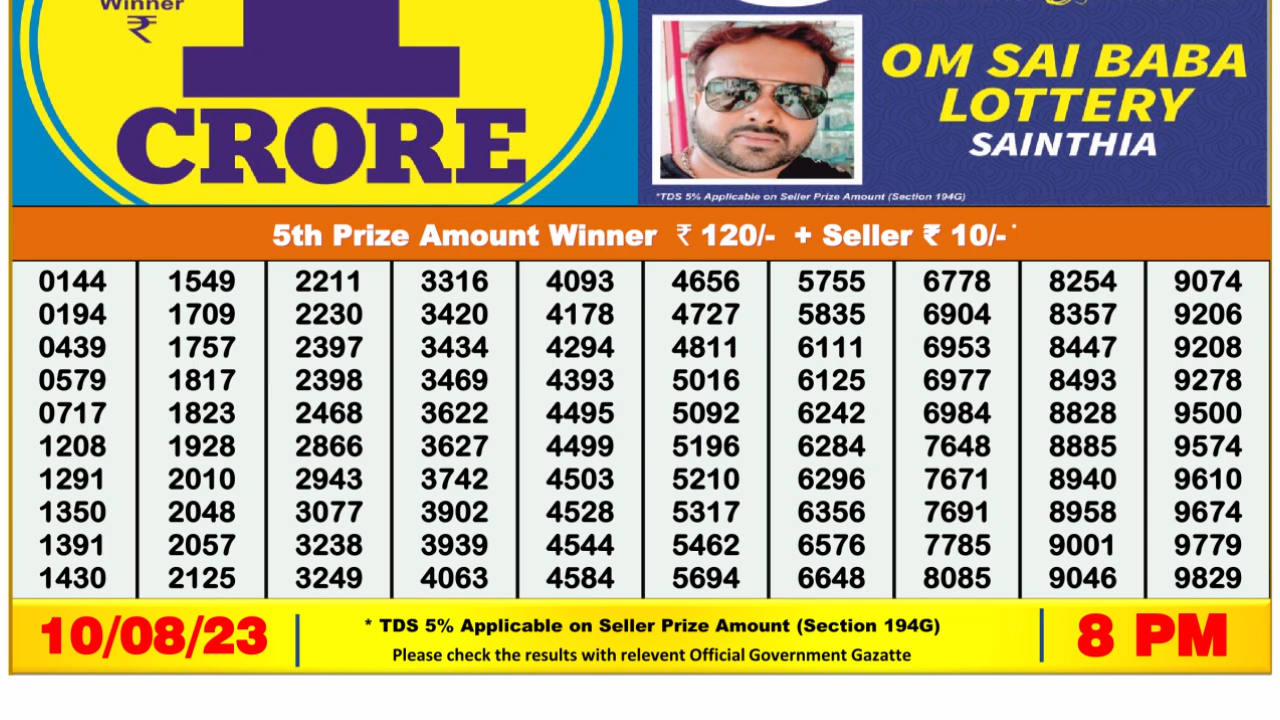 Winner
₹
1
CRORE
OM SAI BABA
LOTTERY
SAINTHIA
*TDS 5% Applicable on Seller Prize Amount (Section 194G)
5th Prize Amount Winner ₹ 120/- + Seller ₹ 10/-*
0144 1549 2211 3316 4093 4656 5755 6778 8254 9074
0194 1709 2230 3420 4178 4727 5835 6904 8357 9206
0439 1757 2397 3434 4294 4811 6111 6953 8447 9208
0579 1817 2398 3469 4393 5016 6125 6977 8493 9278
0717 1823 2468 3622 4495 5092 6242 6984 8828 9500
1208 1928 2866 3627 4499 5196 6284 7648 8885 9574
1291 2010 2943 3742 4503 5210 6296 7671 8940 9610
1350 2048 3077 3902 4528 5317 6356 7691 8958 9674
1391 2057 3238 3939 4544 5462 6576 7785 9001 9779
1430 2125 3249 4063 4584 5694 6648 8085 9046 9829
10/08/23
* TDS 5% Applicable on Seller Prize Amount (Section 194G)
Please check the results with relevent Official Government Gazatte
8 PM